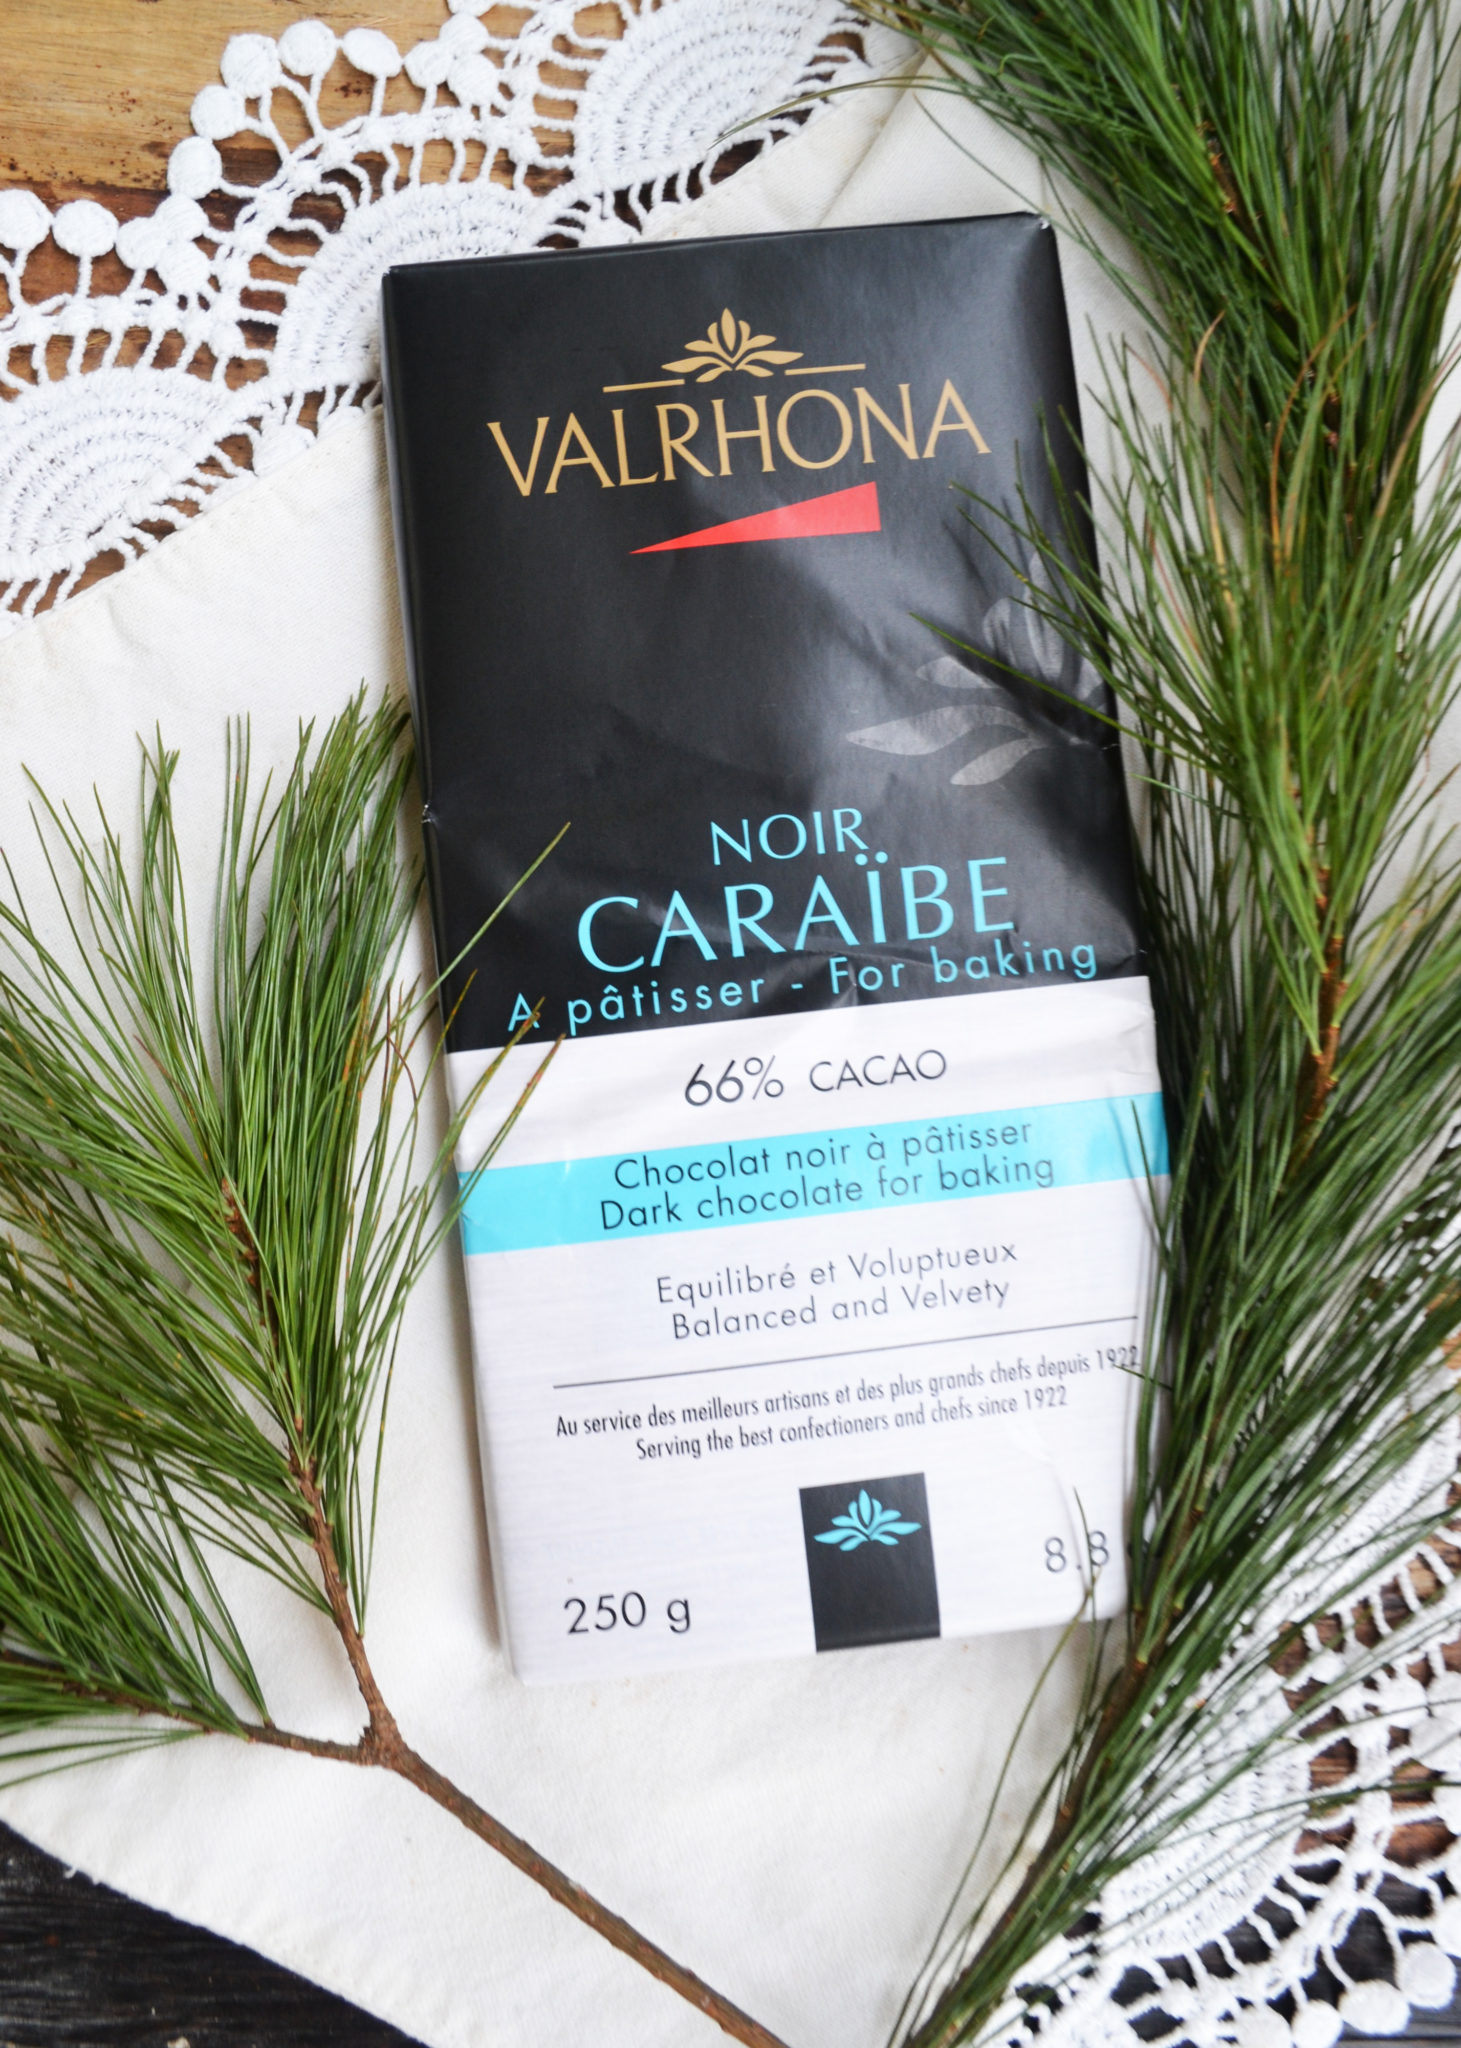 VALRHONA
NOIR
CARAÏBE
A pâtisser - For baking
66% CACAO
Chocolat noir à pâtisser
Dark chocolate for baking
Equilibré et Voluptueux
Balanced and Velvety
Au service des meilleurs artisans et des plus grands chefs depuis 1922
Serving the best confectioners and chefs since 1922
250 g
8.8